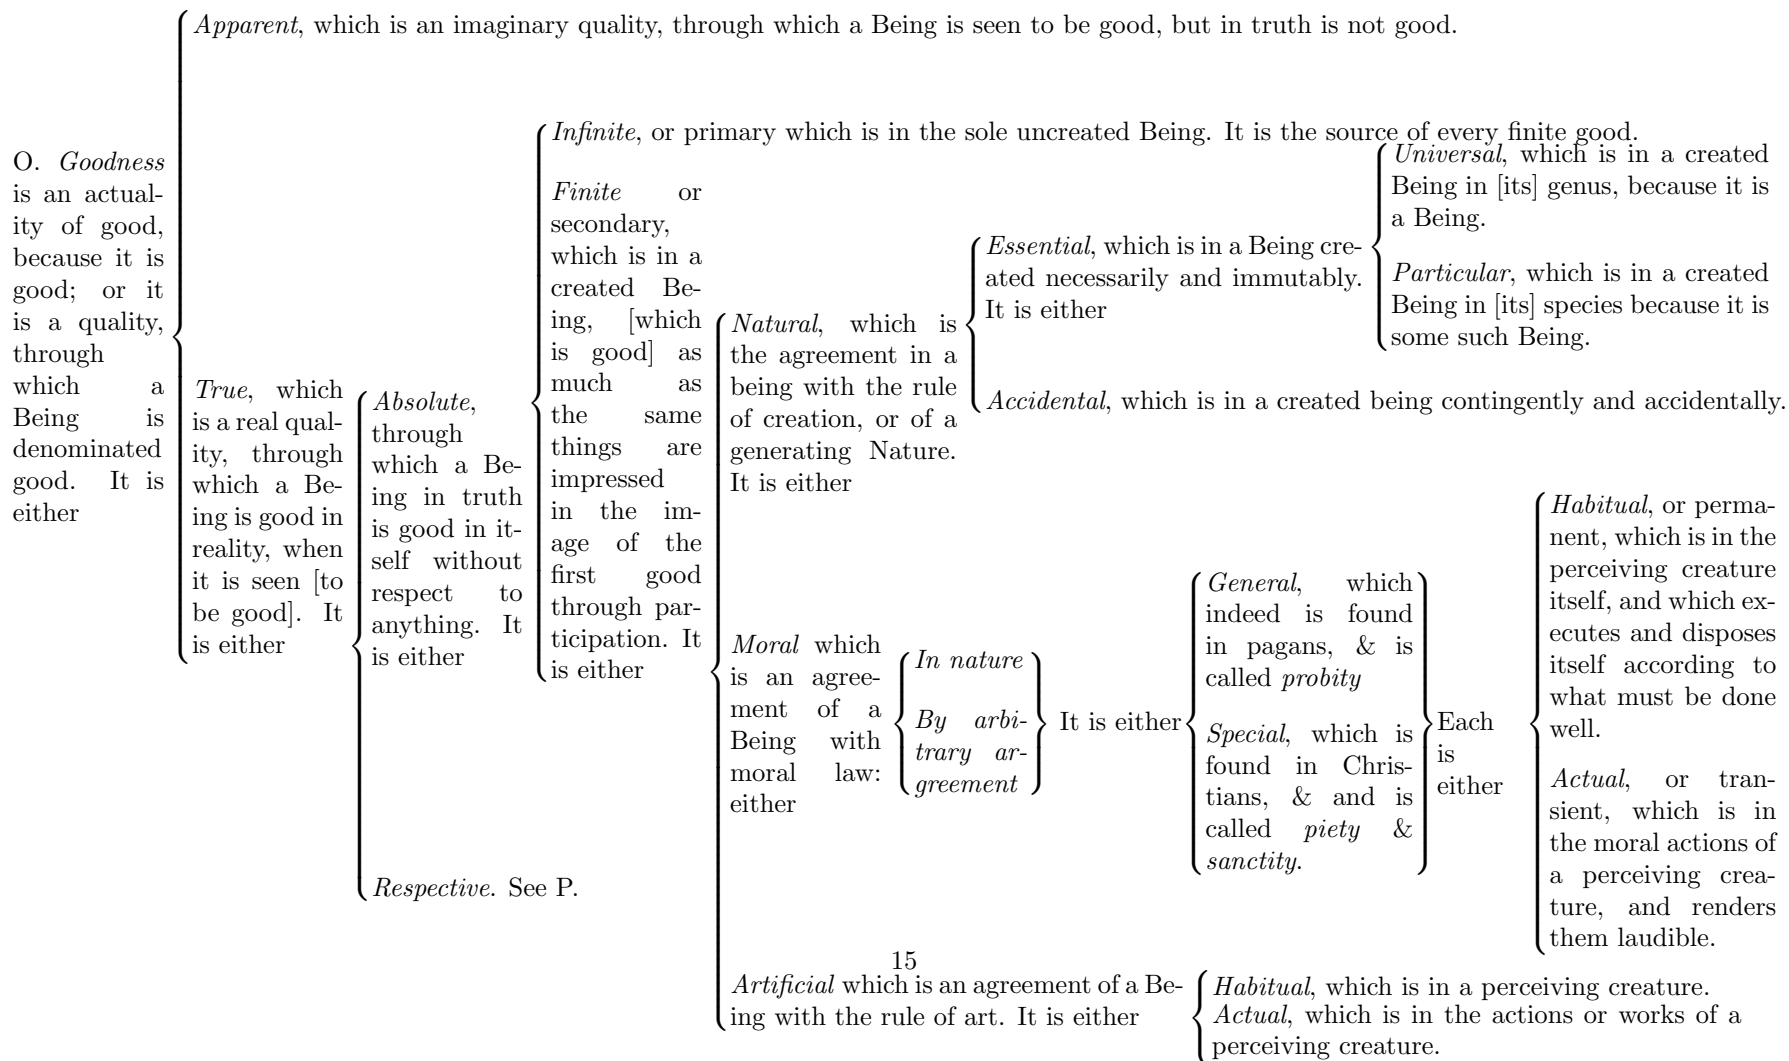 Apparent, which is an imaginary quality, through which a Being is seen to be good, but in truth is not good.
O. Goodness
is an actual-
ity of good,
because it is
good; or it
is a quality,
through
which a
Being is
denominated
good. It is
either
True, which
is a real qual-
ity, through
which a Be-
ing is good in
reality, when
it is seen [to
be good]. It
is either
Absolute,
through
which a Be-
ing in truth
is good in it-
self without
respect to
anything. It
is either
Respective. See P.
Infinite, or primary which is in the sole uncreated Being. It is the source of every finite good.
Finite or
secondary,
which is in a
created Be-
ing, [which
is good] as
much as
the same
things are
impressed
in the im-
age of the
first good
through par-
ticipation. It
is either
Natural, which is
the agreement in a
being with the rule
of creation, or of a
generating Nature.
It is either
Essential, which is in a Being cre-
ated necessarily and immutably.
It is either
Universal, which is in a created
Being in [its] genus, because it is
a Being.
Particular, which is in a created
Being in [its] species because it is
some such Being.
Accidental, which is in a created being contingently and accidentally.
Moral which
is an agree-
ment of a
Being with
moral law:
either
In nature
By arbi-
trary ar-
greement
It is either
General, which
indeed is found
in pagans, & is
called probity
Special, which is
found in Chris-
tians, & and is
called piety &
sanctity.
Each
is
either
Habitual, or perma-
nent, which is in the
perceiving creature
itself, and which ex-
ecutes and disposes
itself according to
what must be done
well.
Actual, or tran-
sient, which is in
the moral actions of
a perceiving crea-
ture, and renders
them laudible.
15
Artificial which is an agreement of a Be-
ing with the rule of art. It is either
Habitual, which is in a perceiving creature.
Actual, which is in the actions or works of a
perceiving creature.